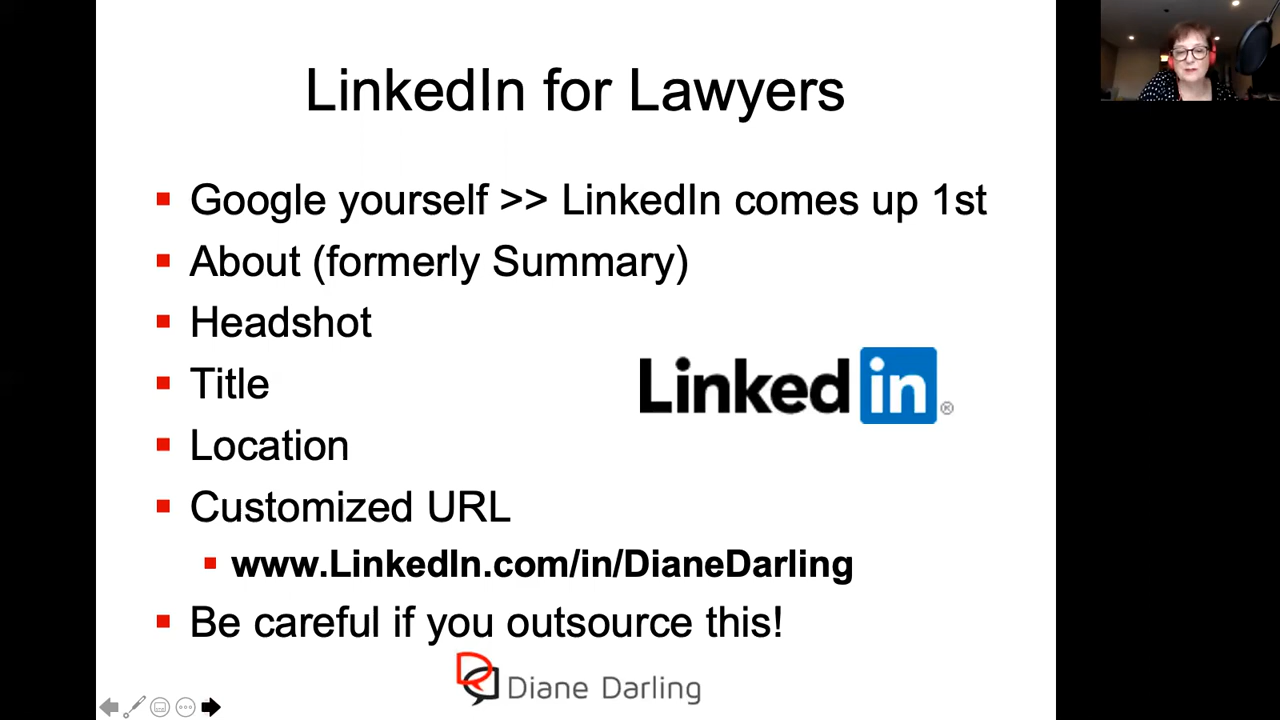 LinkedIn for Lawyers
Google yourself >> LinkedIn comes up 1st
About (formerly Summary)
Headshot
Title
Linked in ®
Location
Customized URL
www.LinkedIn.com/in/DianeDarling
Be careful if you outsource this!
Diane Darling